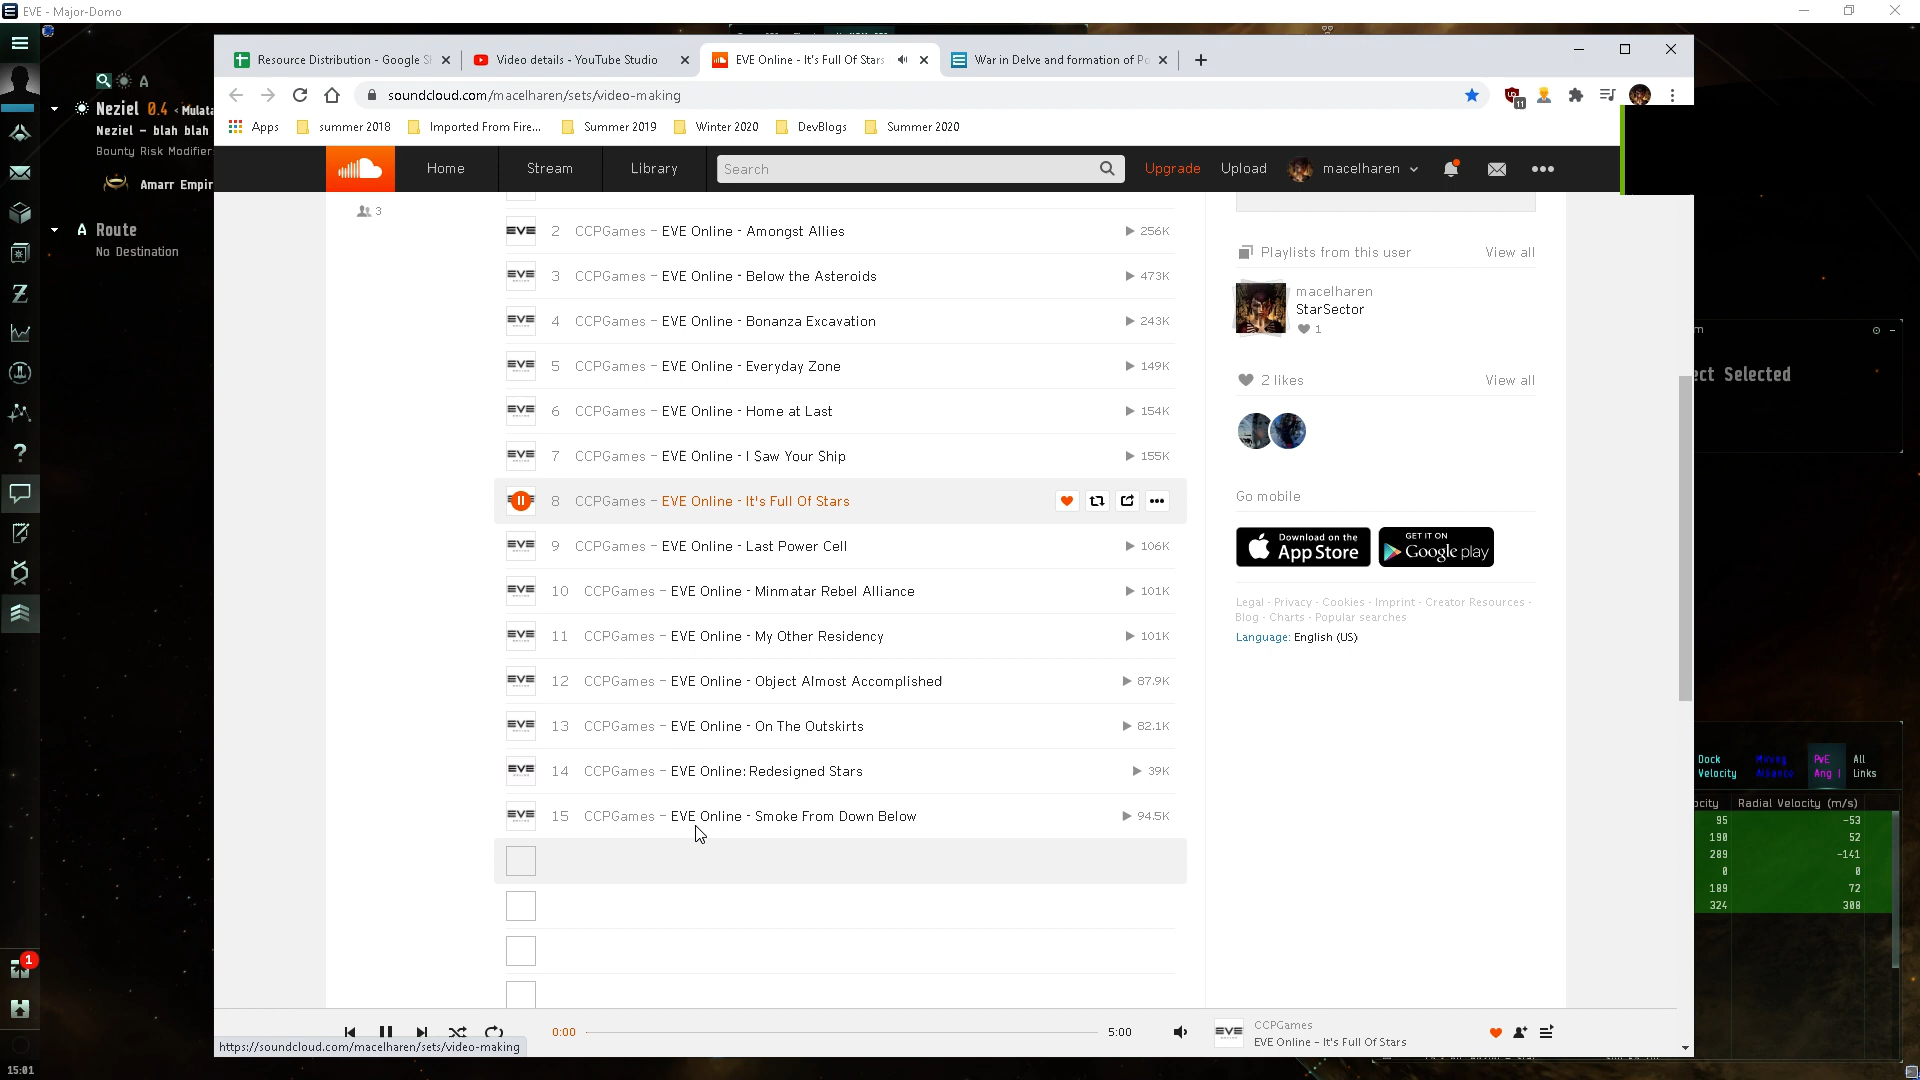 EVE - Major-Domo
Resource Distribution - Google S
Video details - YouTube Studio
EVE Online - It's Full Of Stars
War in Delve and formation of Po
soundcloud.com/macelharen/sets/video-making
11
Apps
summer 2018
Imported From Fire...
Summer 2019
Winter 2020
DevBlogs
Summer 2020
Home
Stream
Library
Search
Upgrade
Upload
macelharen
A
Neziel 0.4 < Mulata
Neziel - blah blah
Bounty Risk Modifier
Amarr Empir
A Route
No Destination
3
2 CCPGames – EVE Online - Amongst Allies 256K
3 CCPGames – EVE Online - Below the Asteroids 473K
4 CCPGames – EVE Online - Bonanza Excavation 243K
5 CCPGames – EVE Online - Everyday Zone 149K
6 CCPGames – EVE Online - Home at Last 154K
7 CCPGames – EVE Online - I Saw Your Ship 155K
8 CCPGames – EVE Online - It's Full Of Stars
9 CCPGames – EVE Online - Last Power Cell 106K
10 CCPGames – EVE Online - Minmatar Rebel Alliance 101K
11 CCPGames – EVE Online - My Other Residency 101K
12 CCPGames – EVE Online - Object Almost Accomplished 87.9K
13 CCPGames – EVE Online - On The Outskirts 82.1K
14 CCPGames – EVE Online: Redesigned Stars 39K
15 CCPGames – EVE Online - Smoke From Down Below 94.5K
Playlists from this user View all
macelharen
StarSector
1
2 likes View all
Go mobile
Download on the
App Store
GET IT ON
Google play
Legal - Privacy - Cookies - Imprint - Creator Resources -
Blog - Charts - Popular searches
Language: English (US)
ect Selected
Dock
Velocity
Mining
Alliance
PvE
Ang |
All
Links
ocity Radial Velocity (m/s)
95 -53
190 52
289 -141
0 0
189 72
324 308
0:00
5:00
EVE
CCPGames
EVE Online - It's Full Of Stars
https://soundcloud.com/macelharen/sets/video-making
1
15:01